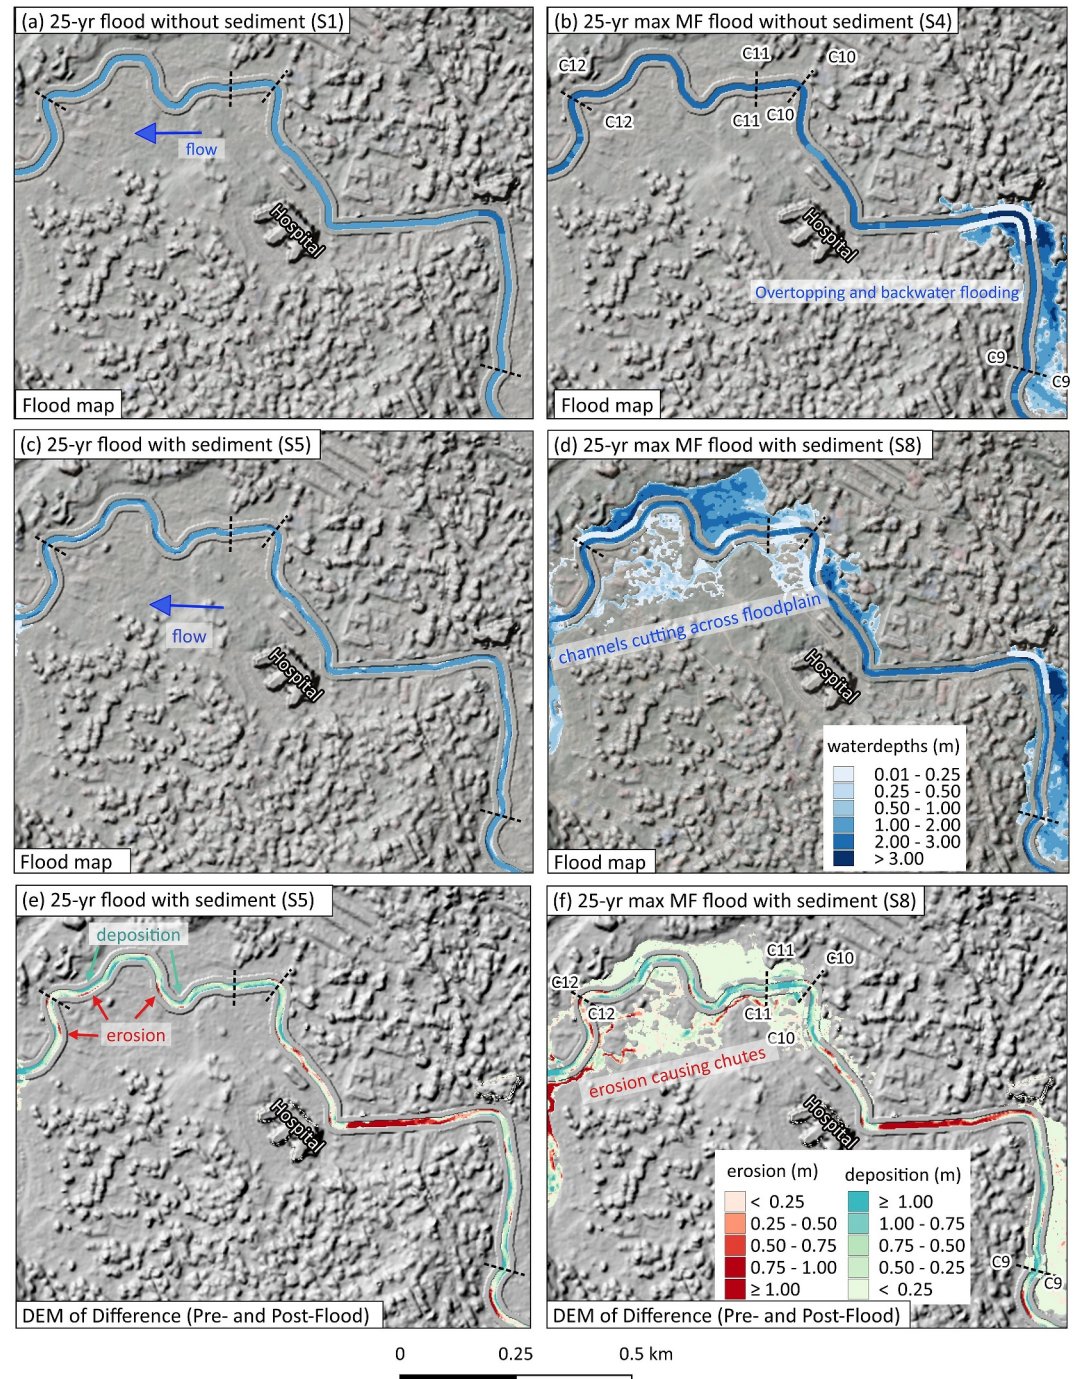 (a) 25-yr flood without sediment (S1)
flow
Hospital
Flood map
(b) 25-yr max MF flood without sediment (S4)
C12
C11
C10
C12
C11
C10
Hospital
Overtopping and backwater flooding
C9
C9
Flood map
(c) 25-yr flood with sediment (S5)
flow
Hospital
Flood map
(d) 25-yr max MF flood with sediment (S8)
channels cutting across floodplain
Hospital
waterdepths (m)
0.01 - 0.25
0.25 - 0.50
0.50 - 1.00
1.00 - 2.00
2.00 - 3.00
> 3.00
Flood map
(e) 25-yr flood with sediment (S5)
deposition
erosion
Hospital
DEM of Difference (Pre- and Post-Flood)
(f) 25-yr max MF flood with sediment (S8)
C11
C10
C12
C12
C11
C10
erosion causing chutes
Hospital
erosion (m)
< 0.25
0.25 - 0.50
0.50 - 0.75
0.75 - 1.00
≥ 1.00
deposition (m)
≥ 1.00
1.00 - 0.75
0.75 - 0.50
0.50 - 0.25
< 0.25
C9
C9
DEM of Difference (Pre- and Post-Flood)
0 0.25 0.5 km